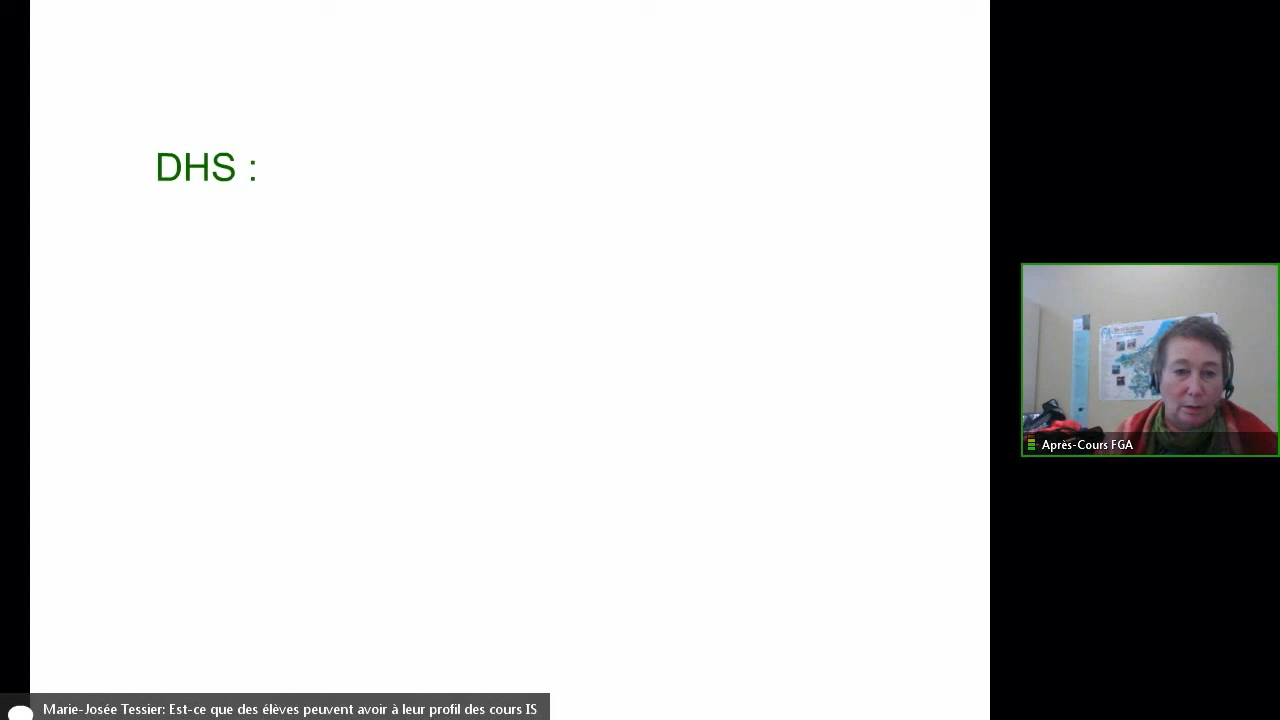 DHS :
Après-Cours FGA
Marie-Josée Tessier: Est-ce que des élèves peuvent avoir à leur profil des cours IS